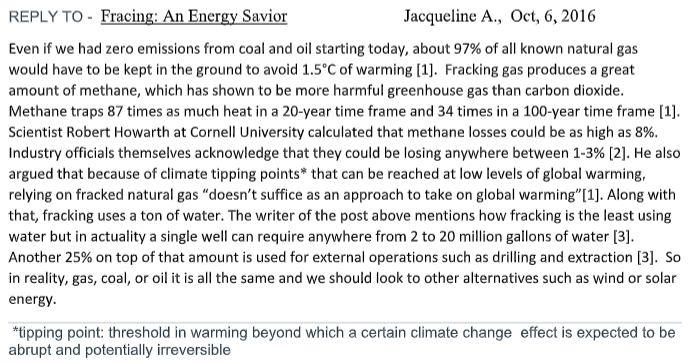 REPLY TO - Fracing: An Energy Savior Jacqueline A., Oct, 6, 2016
Even if we had zero emissions from coal and oil starting today, about 97% of all known natural gas
would have to be kept in the ground to avoid 1.5°C of warming [1].  Fracking gas produces a great
amount of methane, which has shown to be more harmful greenhouse gas than carbon dioxide.
Methane traps 87 times as much heat in a 20-year time frame and 34 times in a 100-year time frame [1].
Scientist Robert Howarth at Cornell University calculated that methane losses could be as high as 8%.
Industry officials themselves acknowledge that they could be losing anywhere between 1-3% [2]. He also
argued that because of climate tipping points* that can be reached at low levels of global warming,
relying on fracked natural gas “doesn’t suffice as an approach to take on global warming”[1]. Along with
that, fracking uses a ton of water. The writer of the post above mentions how fracking is the least using
water but in actuality a single well can require anywhere from 2 to 20 million gallons of water [3].
Another 25% on top of that amount is used for external operations such as drilling and extraction [3].  So
in reality, gas, coal, or oil it is all the same and we should look to other alternatives such as wind or solar
energy.
*tipping point: threshold in warming beyond which a certain climate change  effect is expected to be
abrupt and potentially irreversible